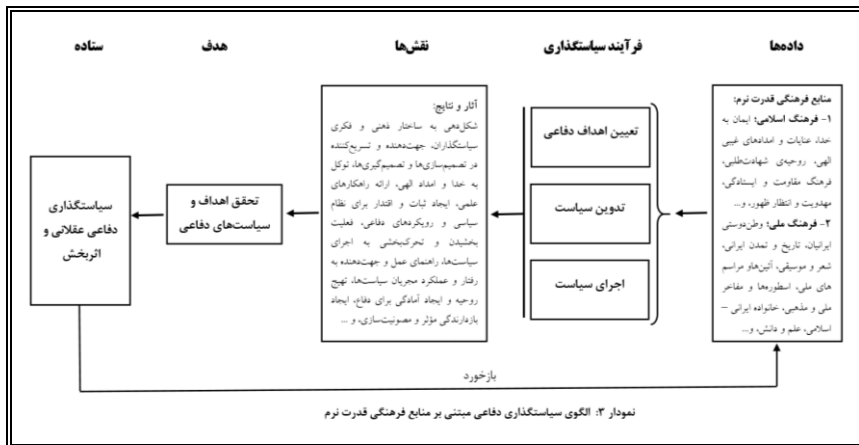 داده‌ها
فرآیند سیاستگذاری
نقش‌ها
هدف
ستاده
منابع فرهنگی قدرت نرم:
۱- فرهنگ اسلامی: ایمان به
خدا، عنایات و امدادهای غیبی
الهی، روحیه‌ی شهادت‌طلبی،
فرهنگ مقاومت و ایستادگی،
مهدویت و انتظار ظهور، و...
۲- فرهنگ ملی: وطن‌دوستی
ایرانیان، تاریخ و تمدن ایرانی،
شعر و موسیقی، آئین‌هاو مراسم
های ملی، اسطوره‌ها و مفاخر
ملی و مذهبی، خانواده ایرانی –
اسلامی، علم و دانش، و...
تعیین اهداف دفاعی
تدوین سیاست
اجرای سیاست
آثار و نتایج:
شکل‌دهی به ساختار ذهنی و فکری
سیاستگذاران، جهت‌دهنده و تسریع‌کننده
در تصمیم‌سازی‌ها و تصمیم‌گیری‌ها، توکل
به خدا و امداد الهی، ارائه راهکارهای
علمی، ایجاد ثبات و اقتدار برای نظام
سیاسی و رویکردهای دفاعی، فعلیت
بخشیدن و تحرک‌بخشی به اجرای
سیاست‌ها، راهنمای عمل و جهت‌دهنده به
رفتار و عملکرد مجریان سیاست‌ها، تهیج
روحیه و ایجاد آمادگی برای دفاع، ایجاد
بازدارندگی مؤثر و مصونیت‌سازی، و ...
تحقق اهداف و
سیاست‌های دفاعی
سیاستگذاری
دفاعی عقلانی و
اثربخش
بازخورد
نمودار ۳: الگوی سیاستگذاری دفاعی مبتنی بر منابع فرهنگی قدرت نرم